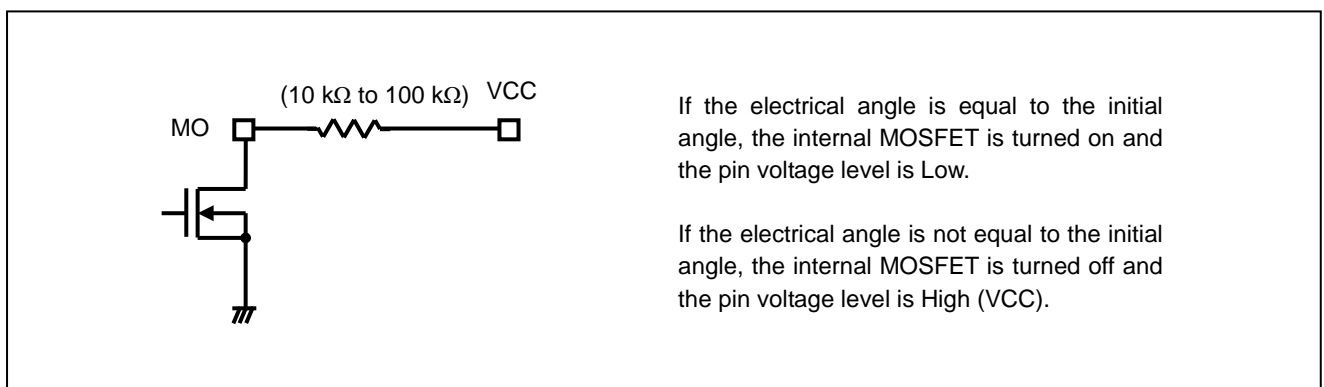 (10 kΩ to 100 kΩ) VCC
MO
If the electrical angle is equal to the initial
angle, the internal MOSFET is turned on and
the pin voltage level is Low.
If the electrical angle is not equal to the initial
angle, the internal MOSFET is turned off and
the pin voltage level is High (VCC).